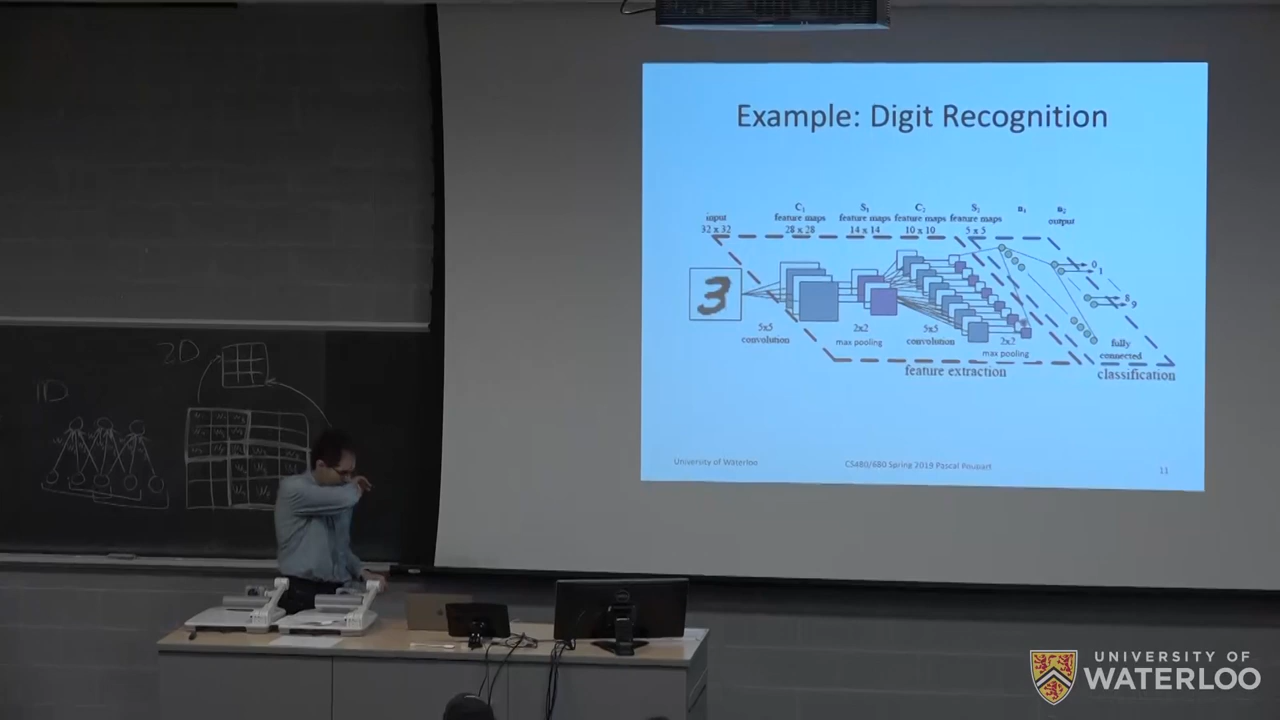 Example: Digit Recognition
C1 S1 C2 S2 n1 n2
input feature maps feature maps feature maps feature maps output
32 x 32 28 x 28 14 x 14 10 x 10 5 x 5
3
0
1
8
9
5x5 convolution
2x2 max pooling
5x5 convolution
2x2 max pooling
fully connected
feature extraction
classification
University of Waterloo
CS480/680 Spring 2019 Pascal Poupart
11
1D
2D
UNIVERSITY OF
WATERLOO